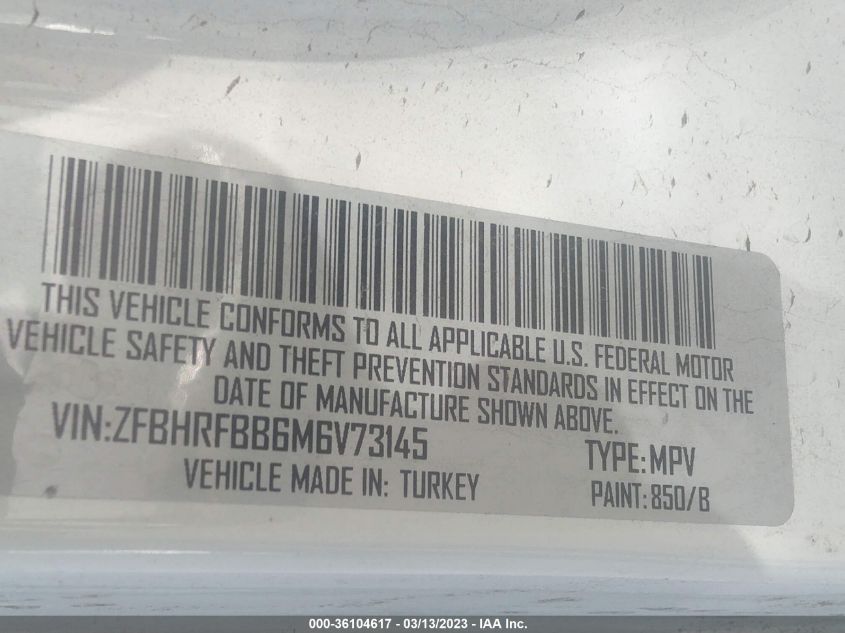 THIS VEHICLE CONFORMS TO ALL APPLICABLE U.S. FEDERAL MOTOR
VEHICLE SAFETY AND THEFT PREVENTION STANDARDS IN EFFECT ON THE
DATE OF MANUFACTURE SHOWN ABOVE.
VIN:ZFBHRFBB6M6V73145
TYPE:MPV
VEHICLE MADE IN: TURKEY
PAINT:850/B
000-36104617 - 03/13/2023 - IAA Inc.